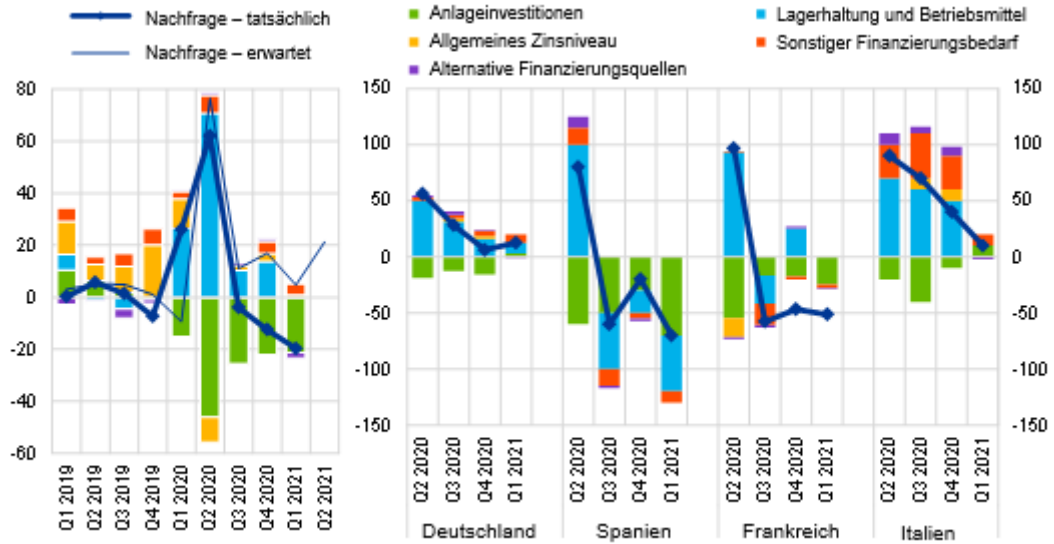 Nachfrage – tatsächlich
Nachfrage – erwartet
Anlageinvestitionen
Allgemeines Zinsniveau
Alternative Finanzierungsquellen
Lagerhaltung und Betriebsmittel
Sonstiger Finanzierungsbedarf
80
60
40
20
0
-20
-40
-60
Q1 2019
Q2 2019
Q3 2019
Q4 2019
Q1 2020
Q2 2020
Q3 2020
Q4 2020
Q1 2021
Q2 2021
150
100
50
0
-50
-100
-150
Q2 2020
Q3 2020
Q4 2020
Q1 2021
Q2 2020
Q3 2020
Q4 2020
Q1 2021
Q2 2020
Q3 2020
Q4 2020
Q1 2021
Q2 2020
Q3 2020
Q4 2020
Q1 2021
Deutschland
Spanien
Frankreich
Italien
150
100
50
0
-50
-100
-150